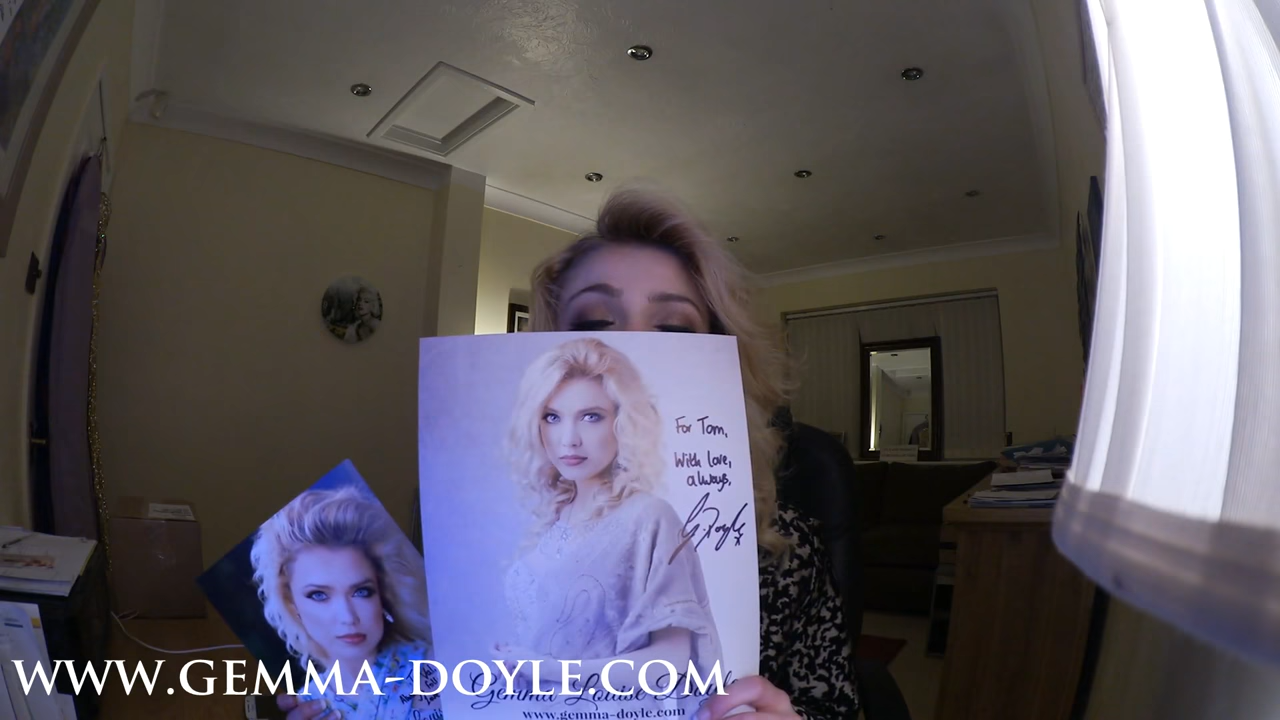 For Tom,
With love,
always,
G. Doyle x
Gemma Louise Doyle
www.gemma-doyle.com
WWW.GEMMA-DOYLE.COM